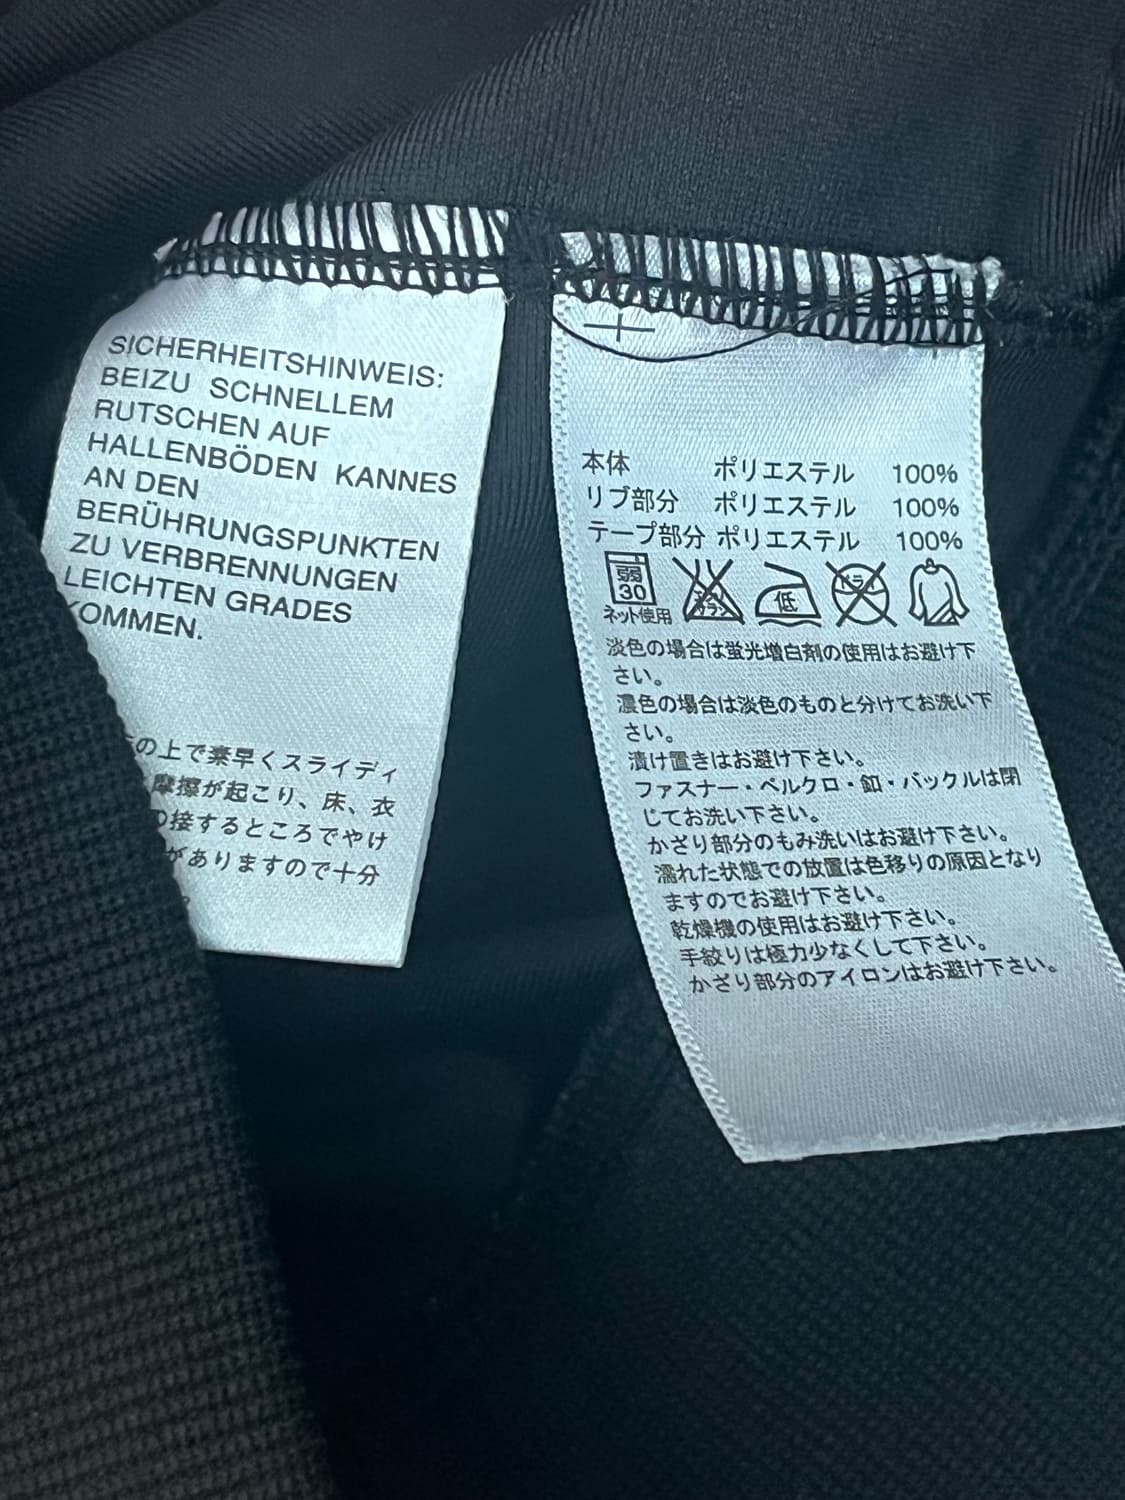 SICHERHEITSHINWEIS:
BEIZU SCHNELLEM
RUTSCHEN AUF
HALLENBÖDEN KANNES
AN DEN
BERÜHRUNGSPUNKTEN
ZU VERBRENNUNGEN
LEICHTEN GRADES
KOMMEN.
の上で素早くスライディ
摩擦が起こり、床、衣
接するところでやけ
がありますので十分
本体 ポリエステル 100%
リブ部分 ポリエステル 100%
テープ部分 ポリエステル 100%
弱
30
ネット使用
エンソ
サラシ
低
ドライ
淡色の場合は蛍光増白剤の使用はお避け下
さい。
濃色の場合は淡色のものと分けてお洗い下
さい。
漬け置きはお避け下さい。
ファスナー・ベルクロ・釦・バックルは閉
じてお洗い下さい。
かざり部分のもみ洗いはお避け下さい。
濡れた状態での放置は色移りの原因となり
ますのでお避け下さい。
乾燥機の使用はお避け下さい。
手絞りは極力少なくして下さい。
かざり部分のアイロンはお避け下さい。